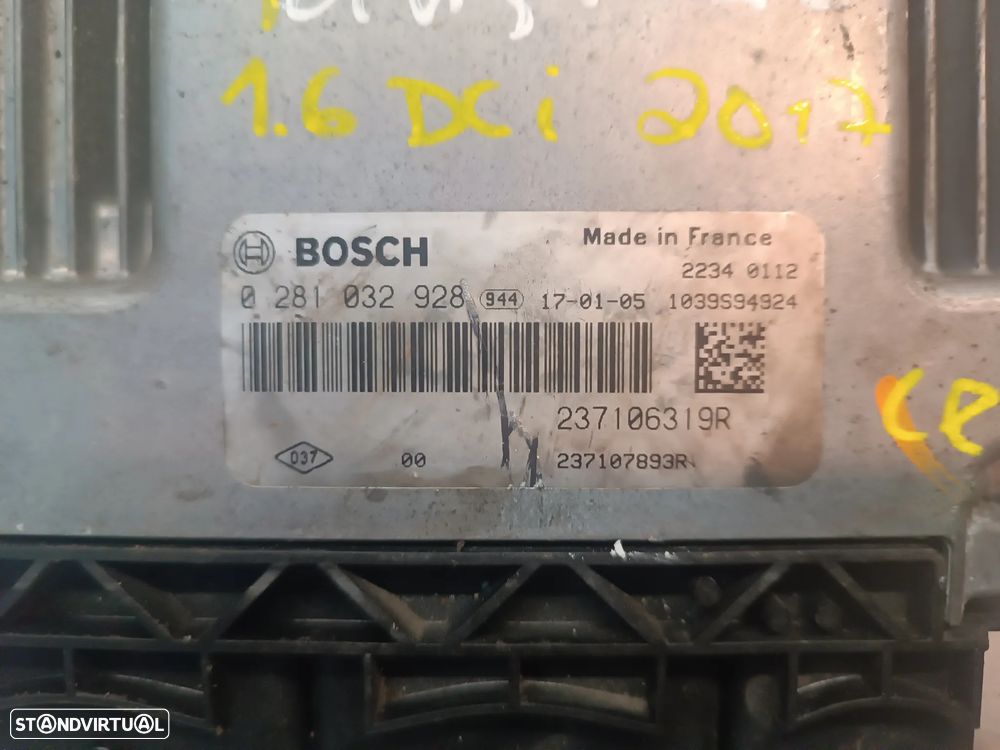 1.6 DCi 2017
BOSCH
Made in France
2234 0112
0 281 032 928 944 17-01-05 1039S94924
237106319R
037 00 237107893R
CR
STANDVIRTUAL